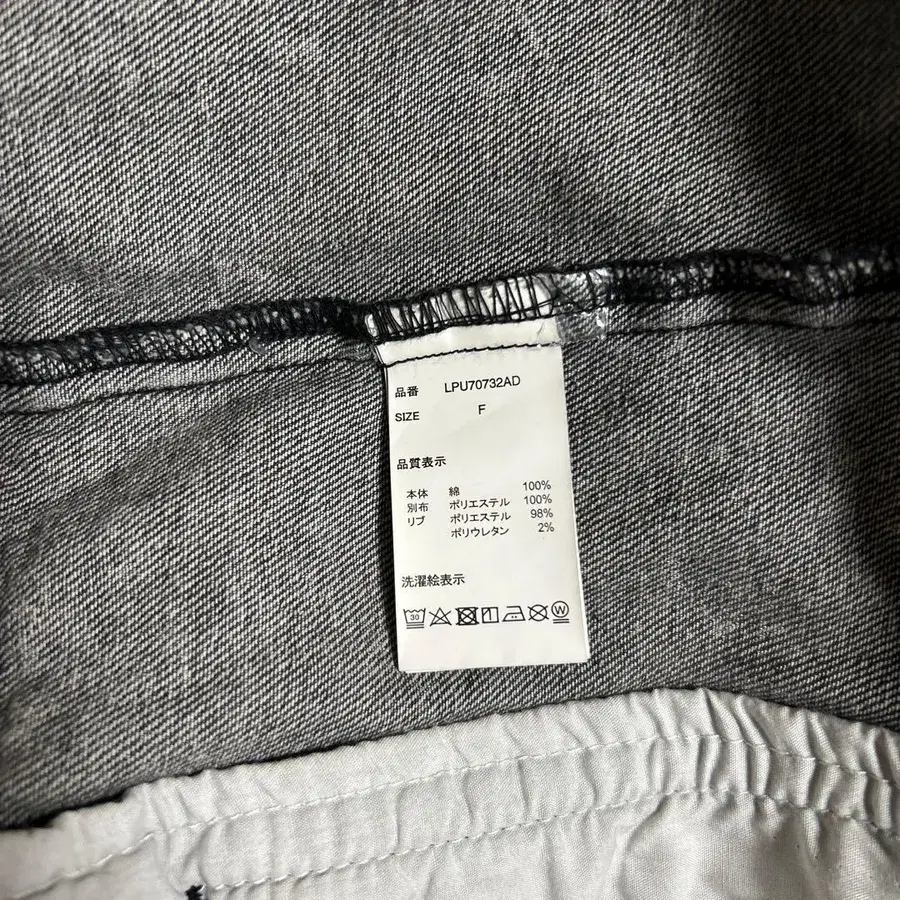 品番 LPU70732AD
SIZE F
品質表示
本体 綿 100%
別布 ポリエステル 100%
リブ ポリエステル 98%
ポリウレタン 2%
洗濯絵表示
30 W